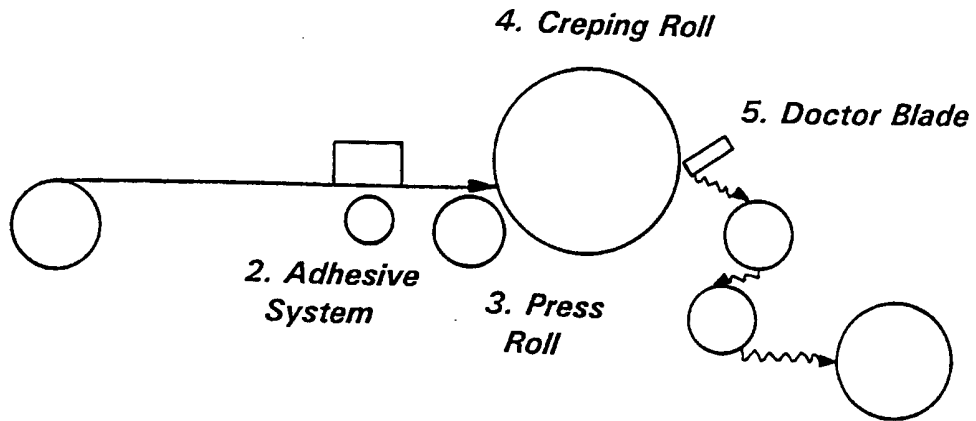 4. Creping Roll
5. Doctor Blade
2. Adhesive
System
3. Press
Roll